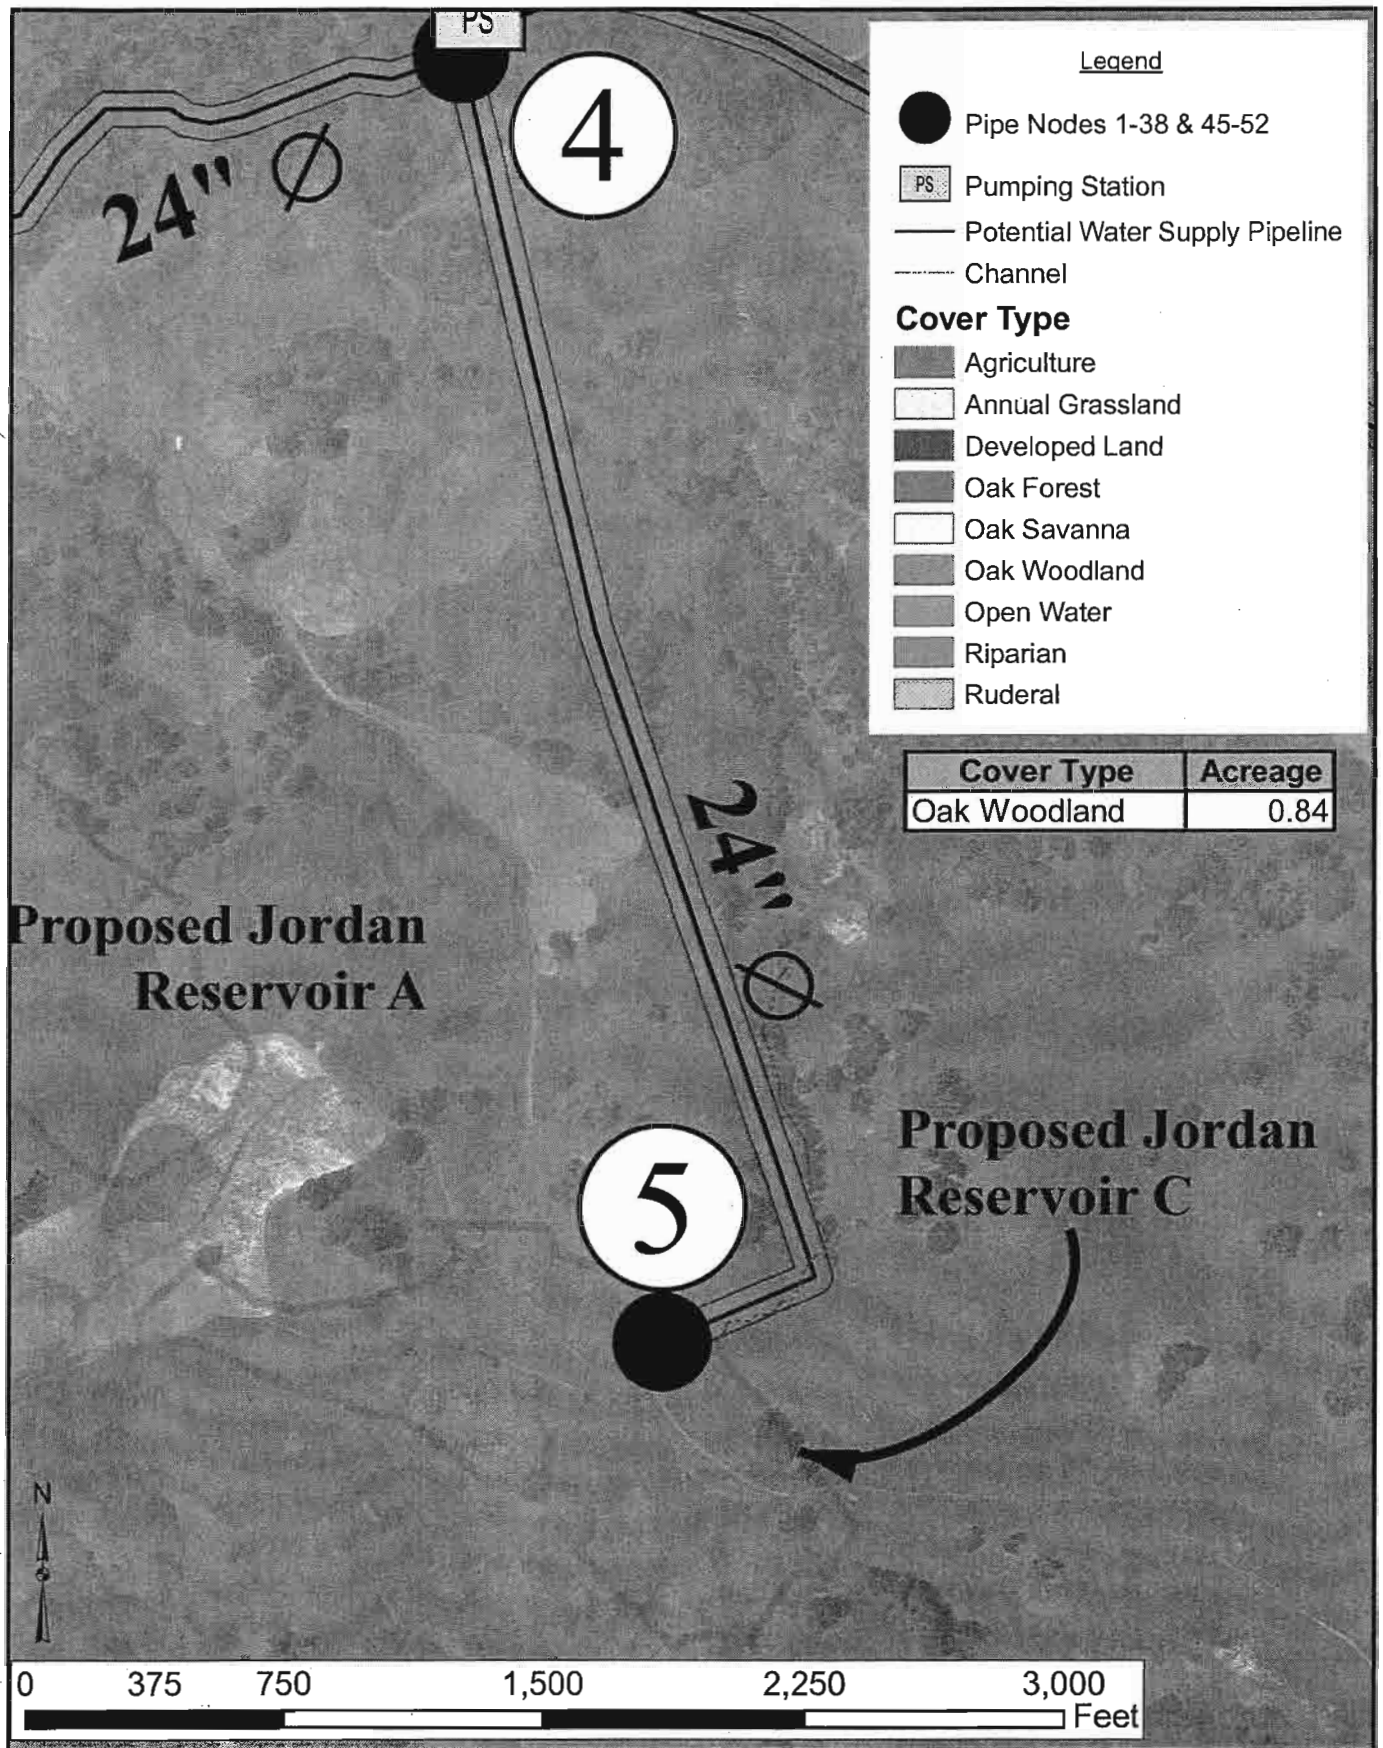 PS
4
24" Ø
Legend
Pipe Nodes 1-38 & 45-52
PS Pumping Station
Potential Water Supply Pipeline
Channel
Cover Type
Agriculture
Annual Grassland
Developed Land
Oak Forest
Oak Savanna
Oak Woodland
Open Water
Riparian
Ruderal
Cover Type Acreage
Oak Woodland 0.84
24" Ø
Proposed Jordan
Reservoir A
Proposed Jordan
Reservoir C
5
N
0 375 750 1,500 2,250 3,000
Feet